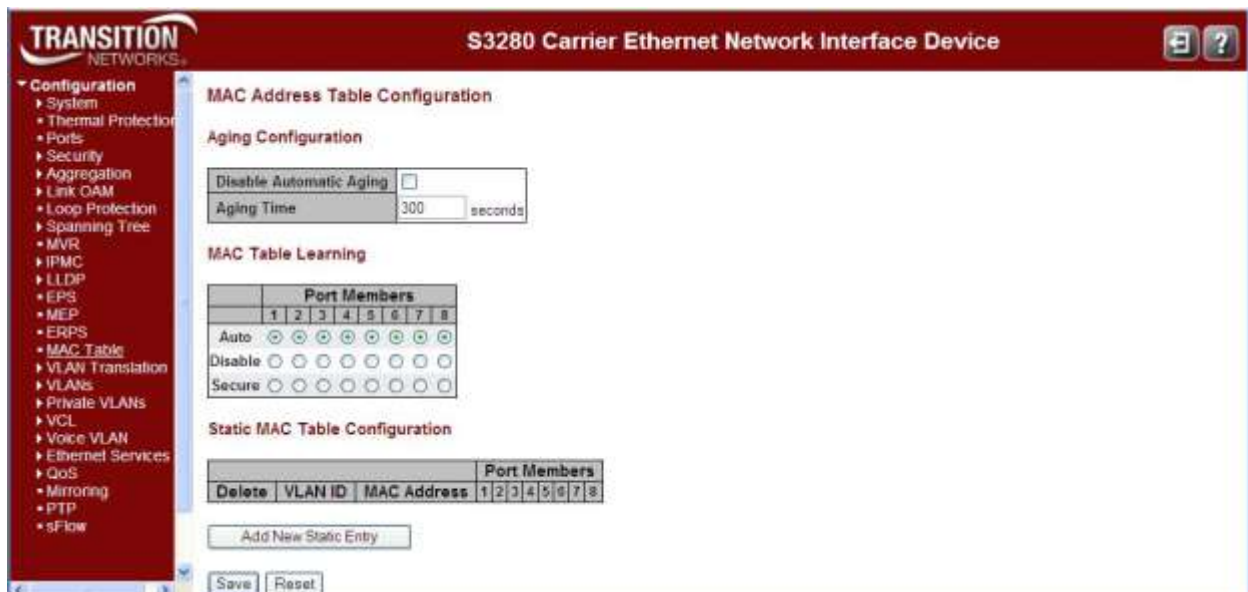 TRANSITION
NETWORKS®
S3280 Carrier Ethernet Network Interface Device
?
Configuration
System
Thermal Protection
Ports
Security
Aggregation
Link OAM
Loop Protection
Spanning Tree
MVR
IPMC
LLDP
EPS
MEP
ERPS
MAC Table
VLAN Translation
VLANs
Private VLANs
VCL
Voice VLAN
Ethernet Services
QoS
Mirroring
PTP
sFlow
MAC Address Table Configuration
Aging Configuration
Disable Automatic Aging
Aging Time 300 seconds
MAC Table Learning
Port Members
1 2 3 4 5 6 7 8
Auto
Disable
Secure
Static MAC Table Configuration
Port Members
Delete VLAN ID MAC Address 1 2 3 4 5 6 7 8
Add New Static Entry
Save Reset